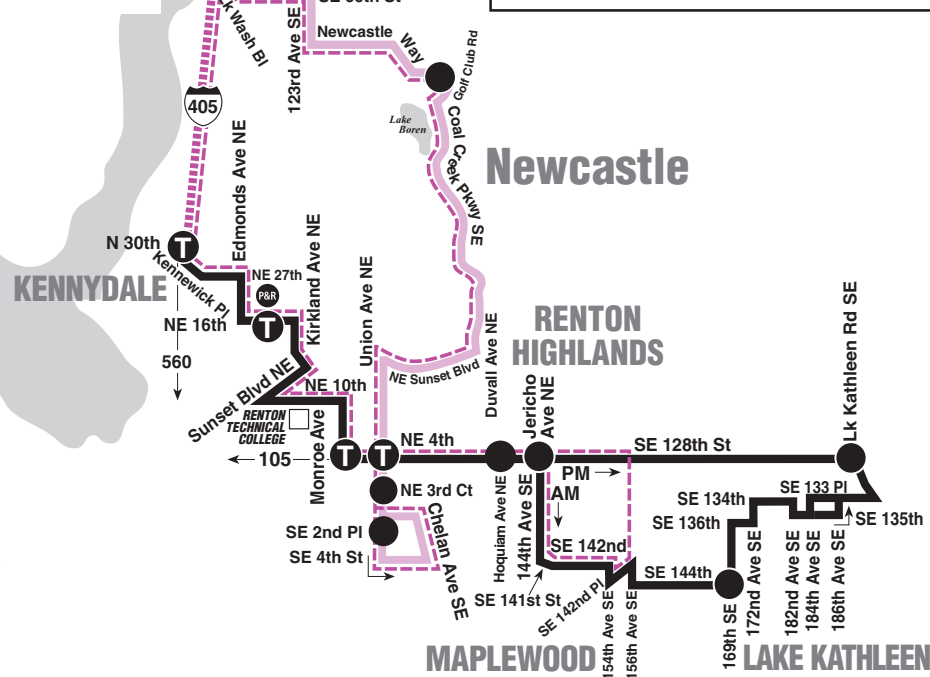 k Wash Bl
123rd Ave SE
Newcastle
Way
Golf Club Rd
405
Lake
Boren
Coal Creek Pkwy SE
Newcastle
Edmonds Ave NE
N 30th
T
KENNYDALE
Kennewick Pl
NE 27th
P&R
Kirkland Ave NE
NE 16th
T
560
Union Ave NE
RENTON
HIGHLANDS
Duvall Ave NE
NE Sunset Blvd
Lk Kathleen Rd SE
Sunset Blvd NE
NE 10th
RENTON
TECHNICAL
COLLEGE
Monroe Ave
Jericho
Ave NE
105
T
T
NE 4th
SE 128th St
PM
AM
NE 3rd Ct
Chelan Ave SE
Hoquiam Ave NE
144th Ave SE
SE 133 Pl
SE 134th
SE 135th
SE 136th
SE 2nd Pl
SE 4th St
SE 142nd
SE 144th
SE 141st St
SE 142nd Pl
154th Ave SE
156th Ave SE
169th SE
172nd Ave SE
182nd Ave SE
184th Ave SE
186th Ave SE
MAPLEWOOD
LAKE KATHLEEN